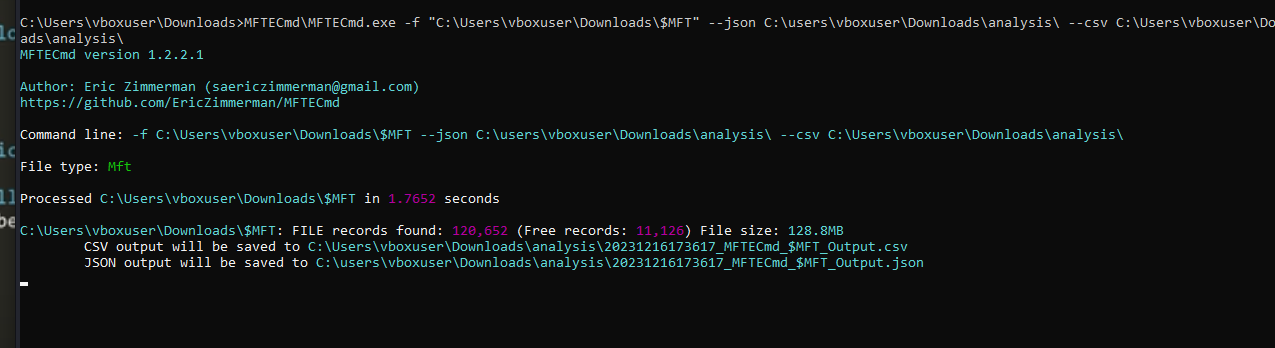 C:\Users\vboxuser\Downloads>MFTECmd\MFTECmd.exe -f "C:\Users\vboxuser\Downloads\$MFT" --json C:\users\vboxuser\Downloads\analysis\ --csv C:\Users\vboxuser\Do
ads\analysis\
MFTECmd version 1.2.2.1
Author: Eric Zimmerman (saericzimmerman@gmail.com)
https://github.com/EricZimmerman/MFTECmd
Command line: -f C:\Users\vboxuser\Downloads\$MFT --json C:\users\vboxuser\Downloads\analysis\ --csv C:\Users\vboxuser\Downloads\analysis\
File type: Mft
Processed C:\Users\vboxuser\Downloads\$MFT in 1.7652 seconds
C:\Users\vboxuser\Downloads\$MFT: FILE records found: 120,652 (Free records: 11,126) File size: 128.8MB
CSV output will be saved to C:\Users\vboxuser\Downloads\analysis\20231216173617_MFTECmd_$MFT_Output.csv
JSON output will be saved to C:\users\vboxuser\Downloads\analysis\20231216173617_MFTECmd_$MFT_Output.json